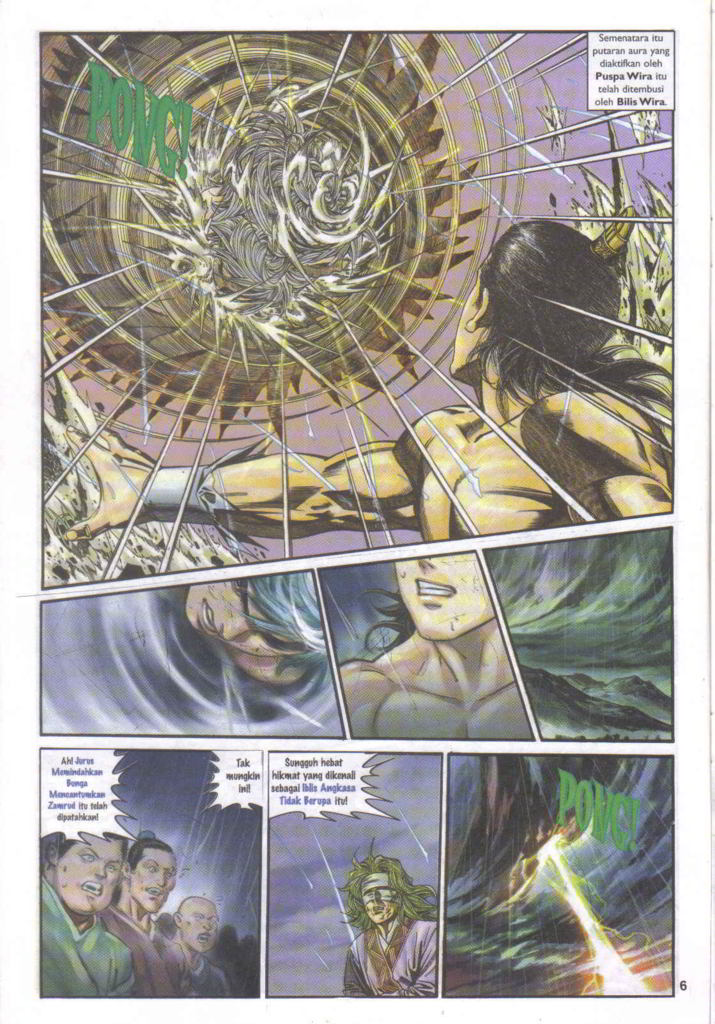 Semenatara itu
putaran aura yang
diaktifkan oleh
Puspa Wira itu
telah ditembusi
oleh Bilis Wira.
PONG!
Ah! Jurus
Memindahkan
Bunga
Mencantumkan
Zamrud itu telah
dipatahkan!
Tak
mungkin
ini!
Sungguh hebat
hikmat yang dikenali
sebagai Iblis Angkasa
Tidak Berupa itu!
PONG!
6